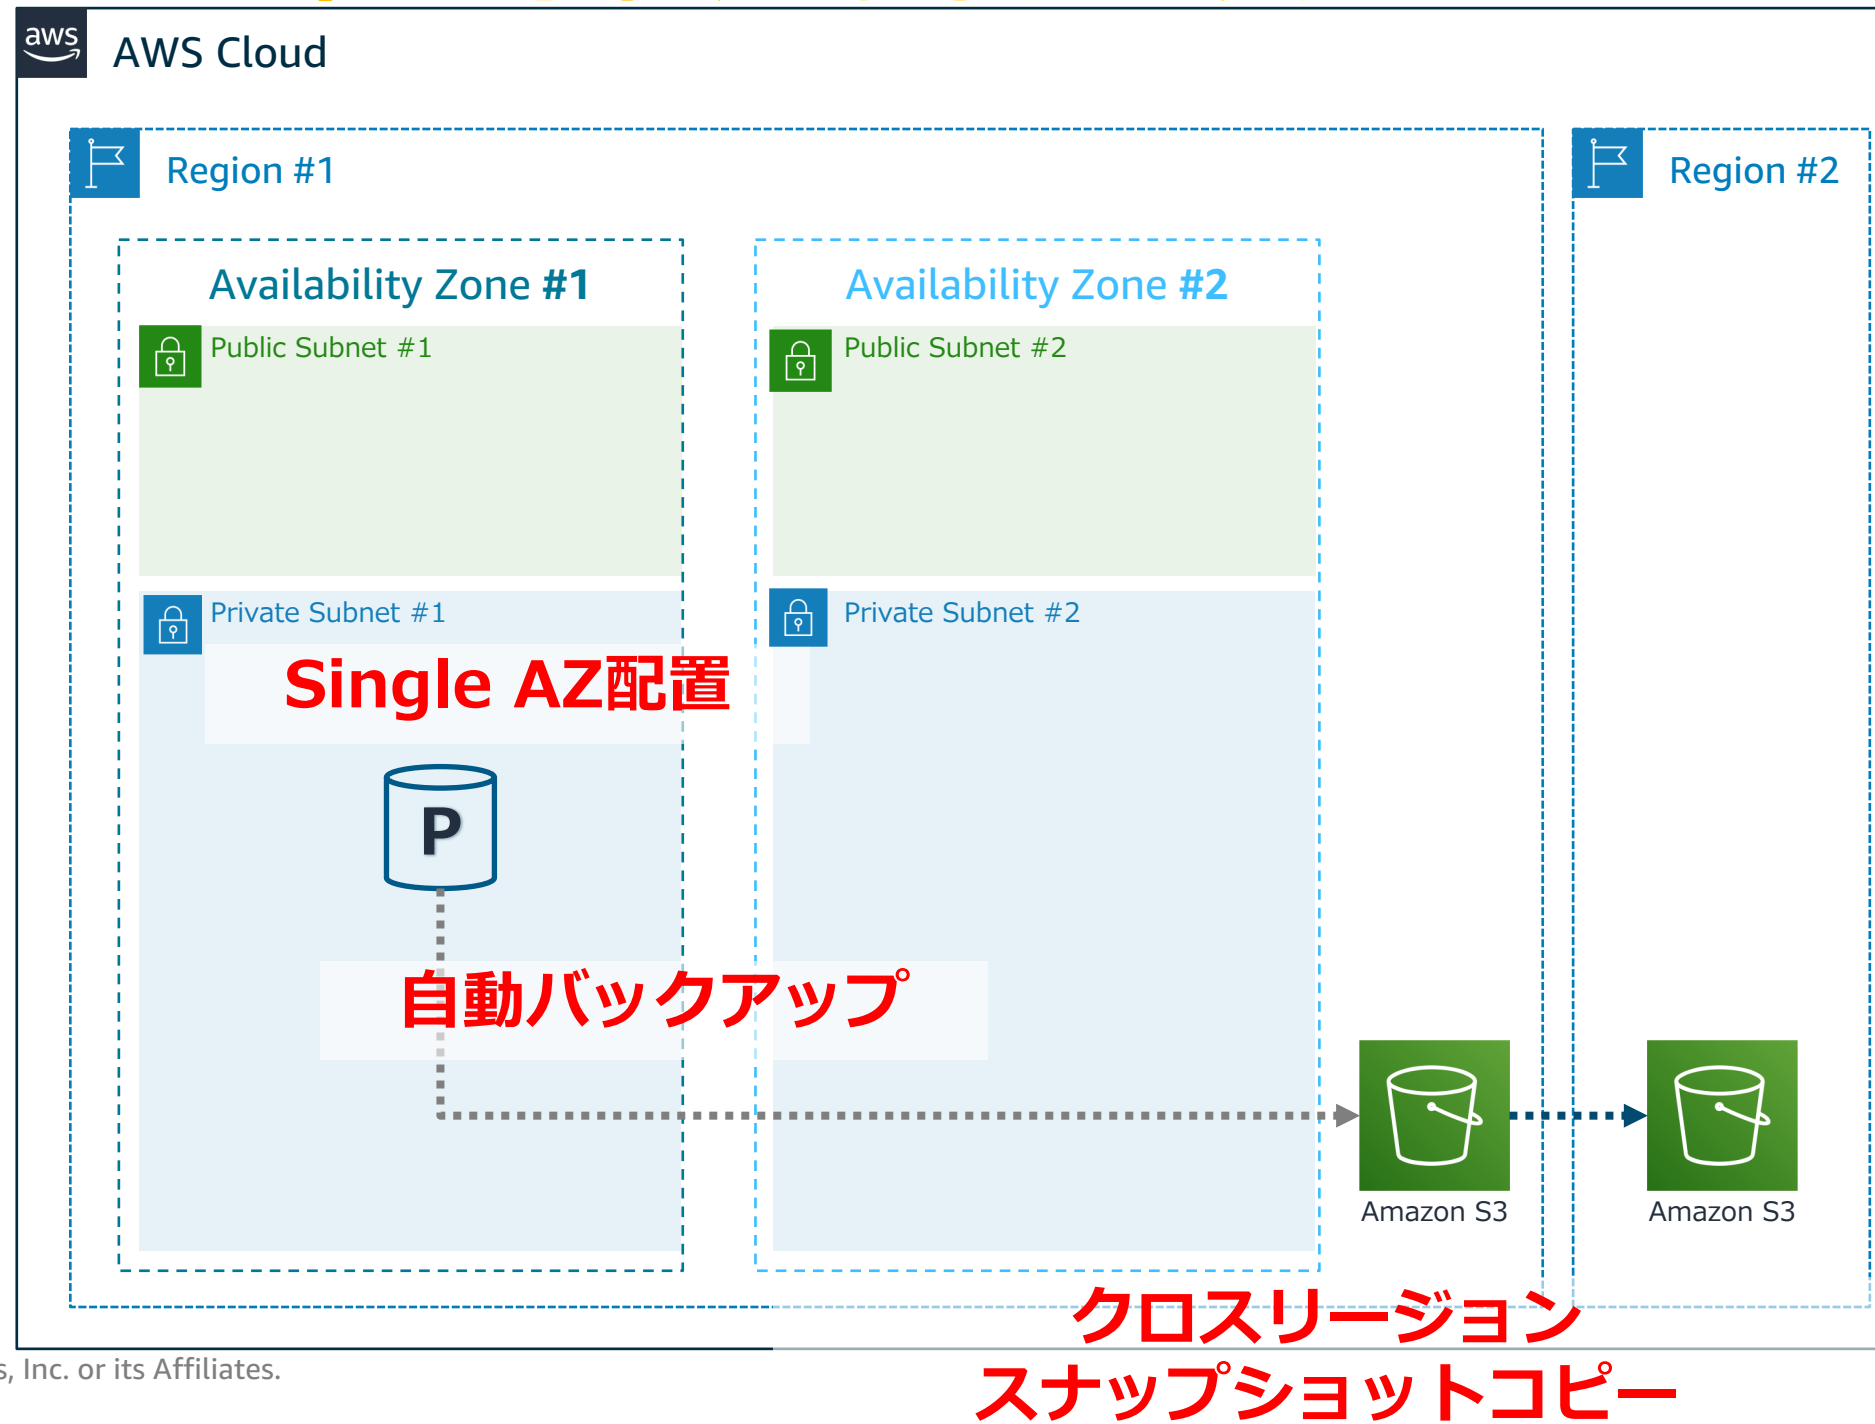 aws
AWS Cloud
Region #1
Region #2
Availability Zone #1
Availability Zone #2
Public Subnet #1
Public Subnet #2
Private Subnet #1
Private Subnet #2
Single AZ配置
P
自動バックアップ
Amazon S3
Amazon S3
クロスリージョン
スナップショットコピー
, Inc. or its Affiliates.